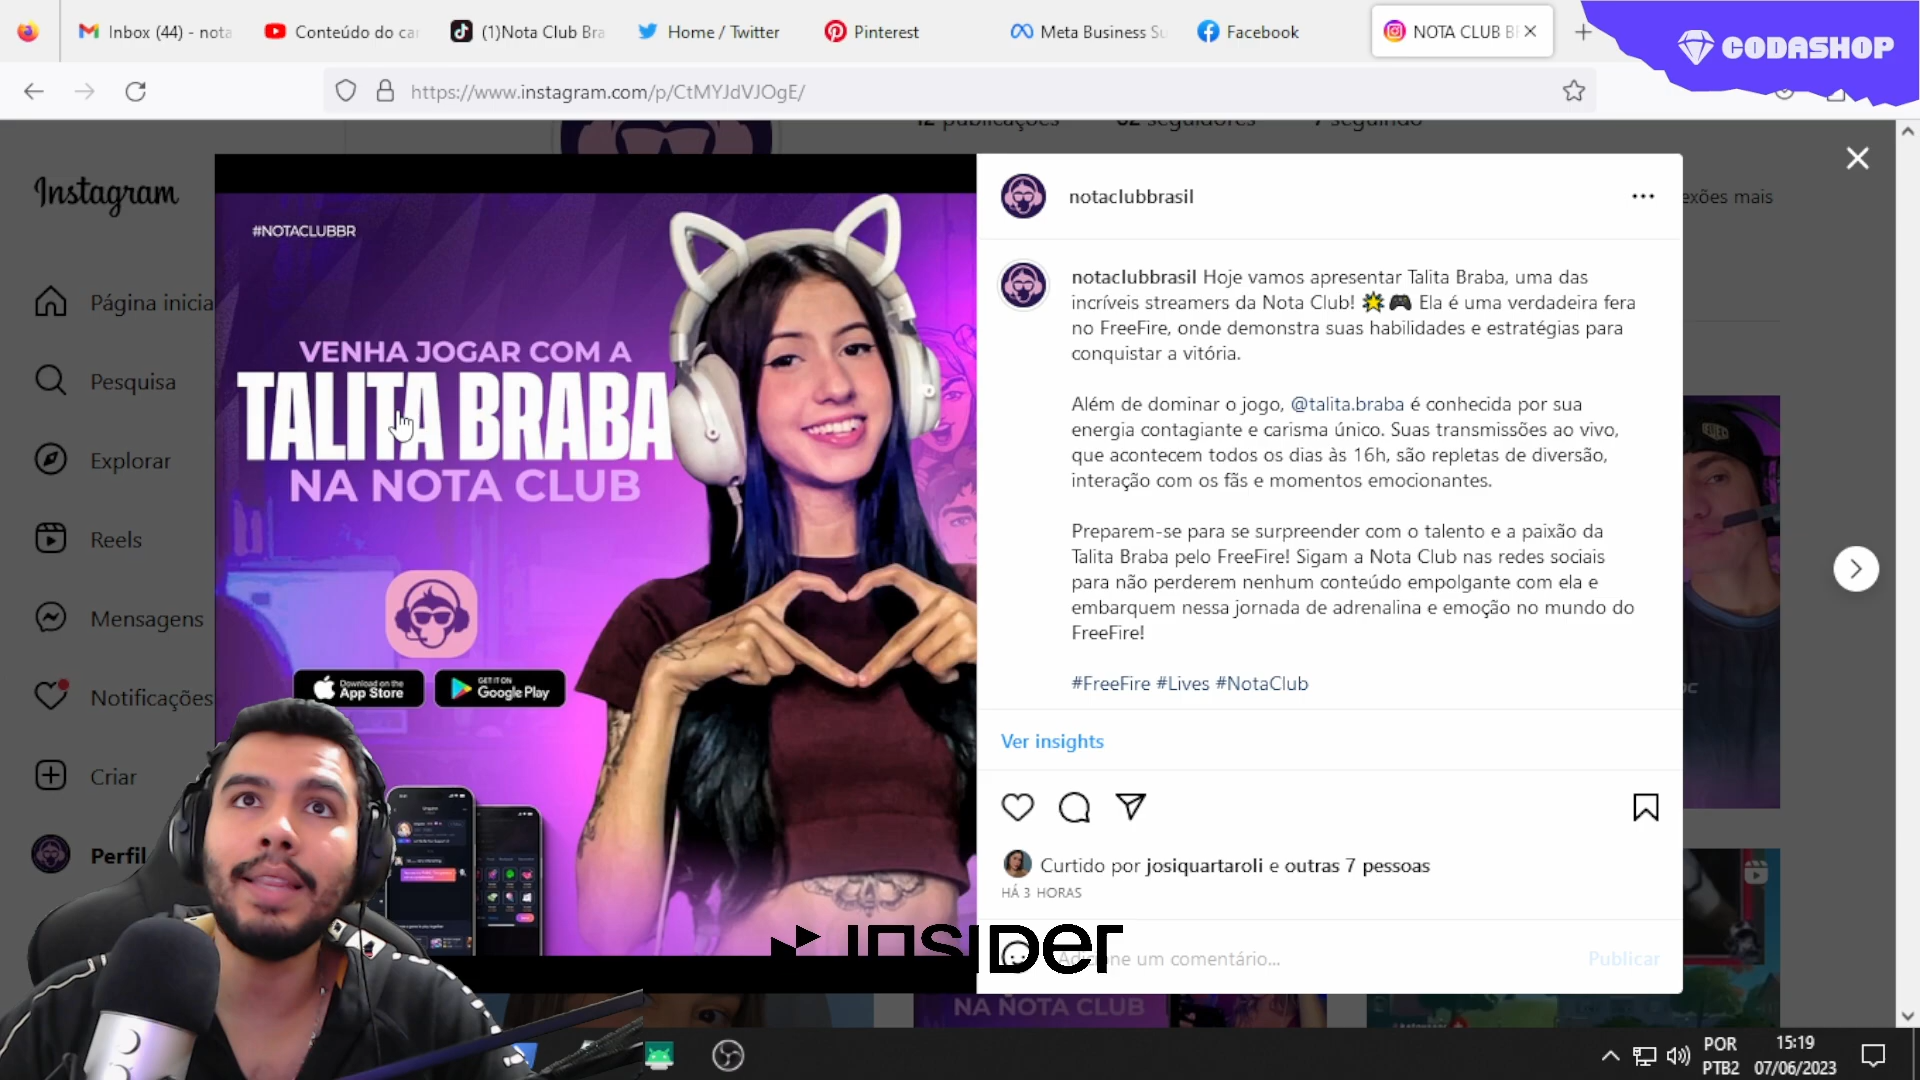 Inbox (44) - nota
Conteúdo do ca
(1)Nota Club Bra
Home / Twitter
Pinterest
Meta Business Su
Facebook
NOTA CLUB B
CODASHOP
https://www.instagram.com/p/CtMYJdVJOgE/
12 publicações
7 seguindo
Instagram
Página inicia
Pesquisa
Explorar
Reels
Mensagens
Notificações
Criar
Perfil
exões mais
#NOTACLUBBR
VENHA JOGAR COM A
TALITA BRABA
NA NOTA CLUB
Download on the
App Store
GET IT ON
Google Play
notaclubbrasil
notaclubbrasil Hoje vamos apresentar Talita Braba, uma das
incríveis streamers da Nota Club! 🌟🎮 Ela é uma verdadeira fera
no FreeFire, onde demonstra suas habilidades e estratégias para
conquistar a vitória.
Além de dominar o jogo, @talita.braba é conhecida por sua
energia contagiante e carisma único. Suas transmissões ao vivo,
que acontecem todos os dias às 16h, são repletas de diversão,
interação com os fãs e momentos emocionantes.
Preparem-se para se surpreender com o talento e a paixão da
Talita Braba pelo FreeFire! Sigam a Nota Club nas redes sociais
para não perderem nenhum conteúdo empolgante com ela e
embarquem nessa jornada de adrenalina e emoção no mundo do
FreeFire!
#FreeFire #Lives #NotaClub
Ver insights
Curtido por josiquartaroli e outras 7 pessoas
HÁ 3 HORAS
Adicione um comentário...
Publicar
INSIDER
NA NOTA CLUB
POR
PTB2
15:19
07/06/2023